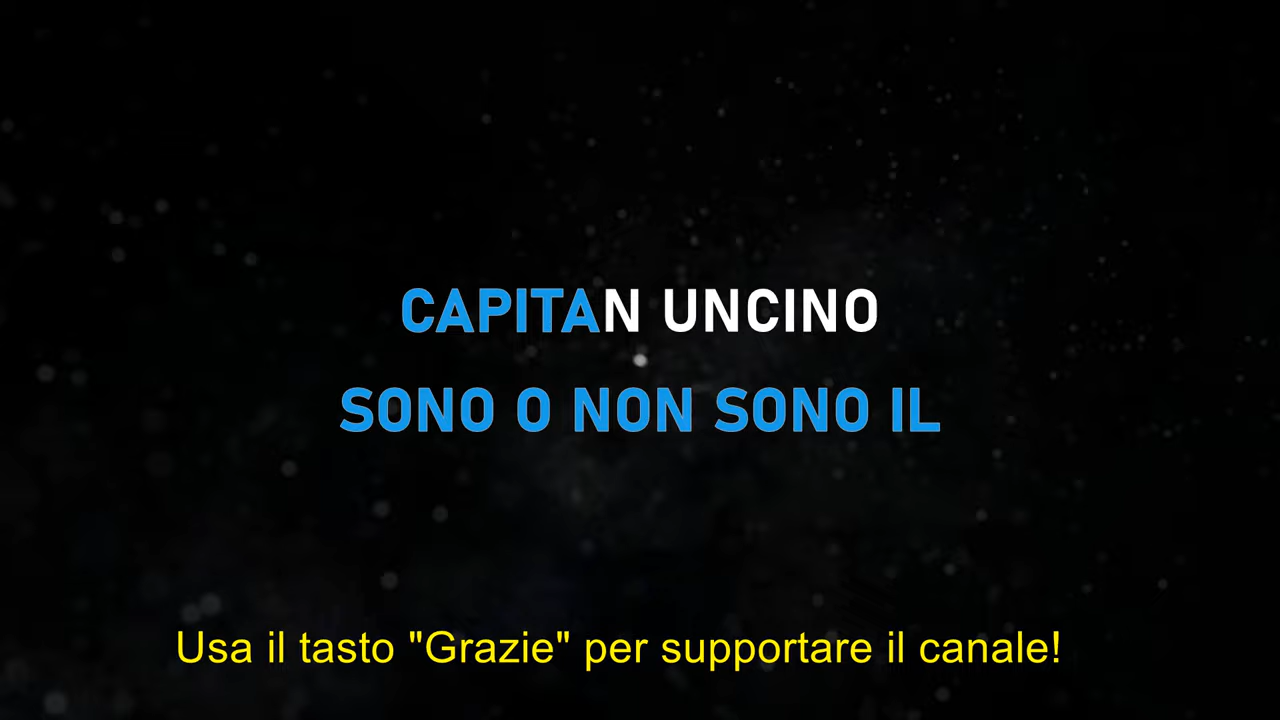 CAPITAN UNCINO
SONO O NON SONO IL
Usa il tasto "Grazie" per supportare il canale!